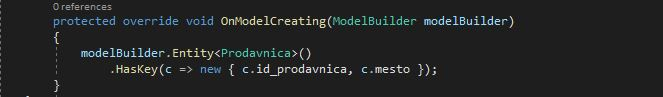 0 references
protected override void OnModelCreating(ModelBuilder modelBuilder)
{
modelBuilder.Entity<Prodavnica>()
.HasKey(c => new { c.id_prodavnica, c.mesto });
}